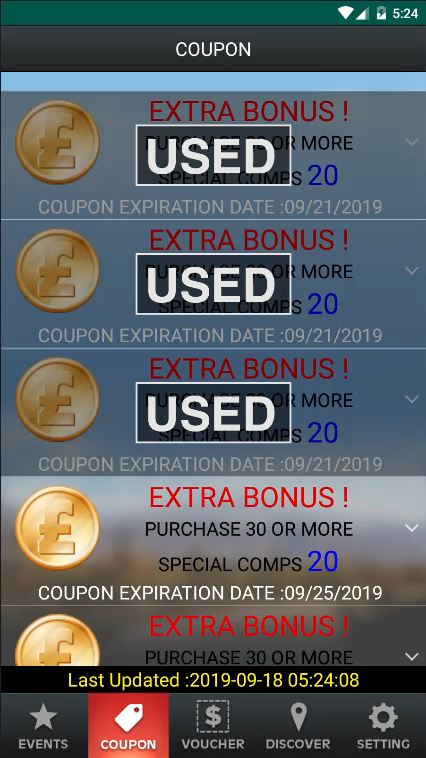 5:24
COUPON
EXTRA BONUS !
OR MORE
USED
SPECIAL COMPS 20
COUPON EXPIRATION DATE :09/21/2019
EXTRA BONUS !
OR MORE
USED
SPECIAL COMPS 20
COUPON EXPIRATION DATE :09/21/2019
EXTRA BONUS !
OR MORE
USED
SPECIAL COMPS 20
COUPON EXPIRATION DATE :09/21/2019
EXTRA BONUS !
PURCHASE 30 OR MORE
SPECIAL COMPS 20
COUPON EXPIRATION DATE :09/25/2019
EXTRA BONUS !
PURCHASE 30 OR MORE
Last Updated :2019-09-18 05:24:08
EVENTS COUPON VOUCHER DISCOVER SETTING